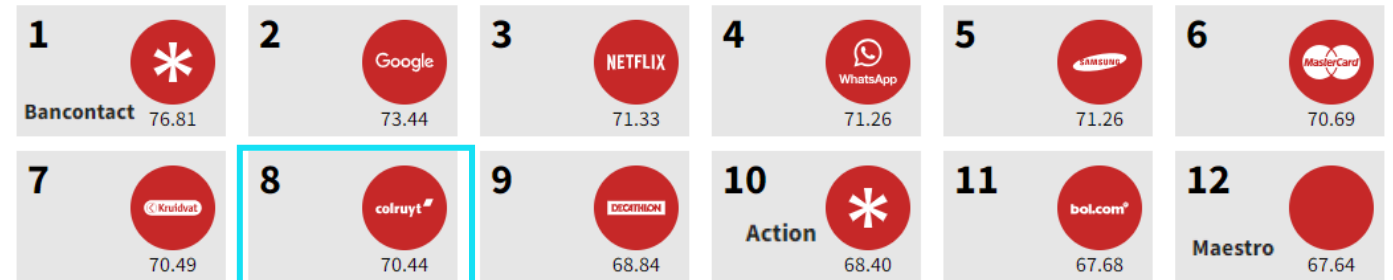 1
Bancontact 76.81
2
Google
73.44
3
NETFLIX
71.33
4
WhatsApp
71.26
5
SAMSUNG
71.26
6
MasterCard
70.69
7
Kruidvat
70.49
8
colruyt
70.44
9
DECATHLON
68.84
10
Action
68.40
11
bol.com®
67.68
12
Maestro
67.64